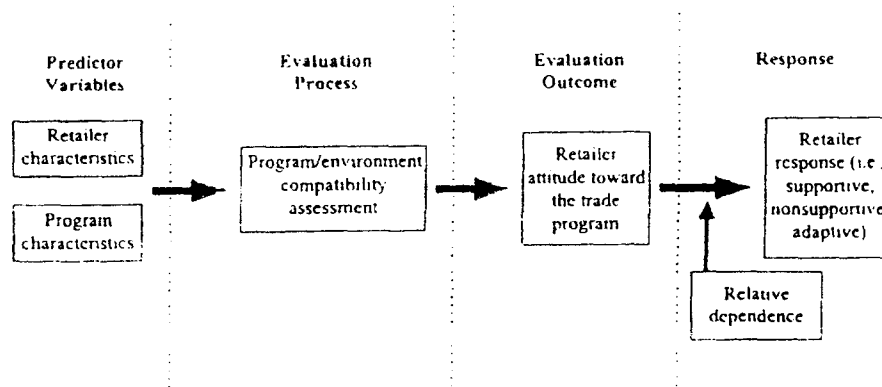 Predictor
Variables
Evaluation
Process
Evaluation
Outcome
Response
Retailer
characteristics
Program
characteristics
Program/environment
compatibility
assessment
Retailer
attitude toward
the trade
program
Retailer
response (i.e.,
supportive,
nonsupportive
adaptive)
Relative
dependence